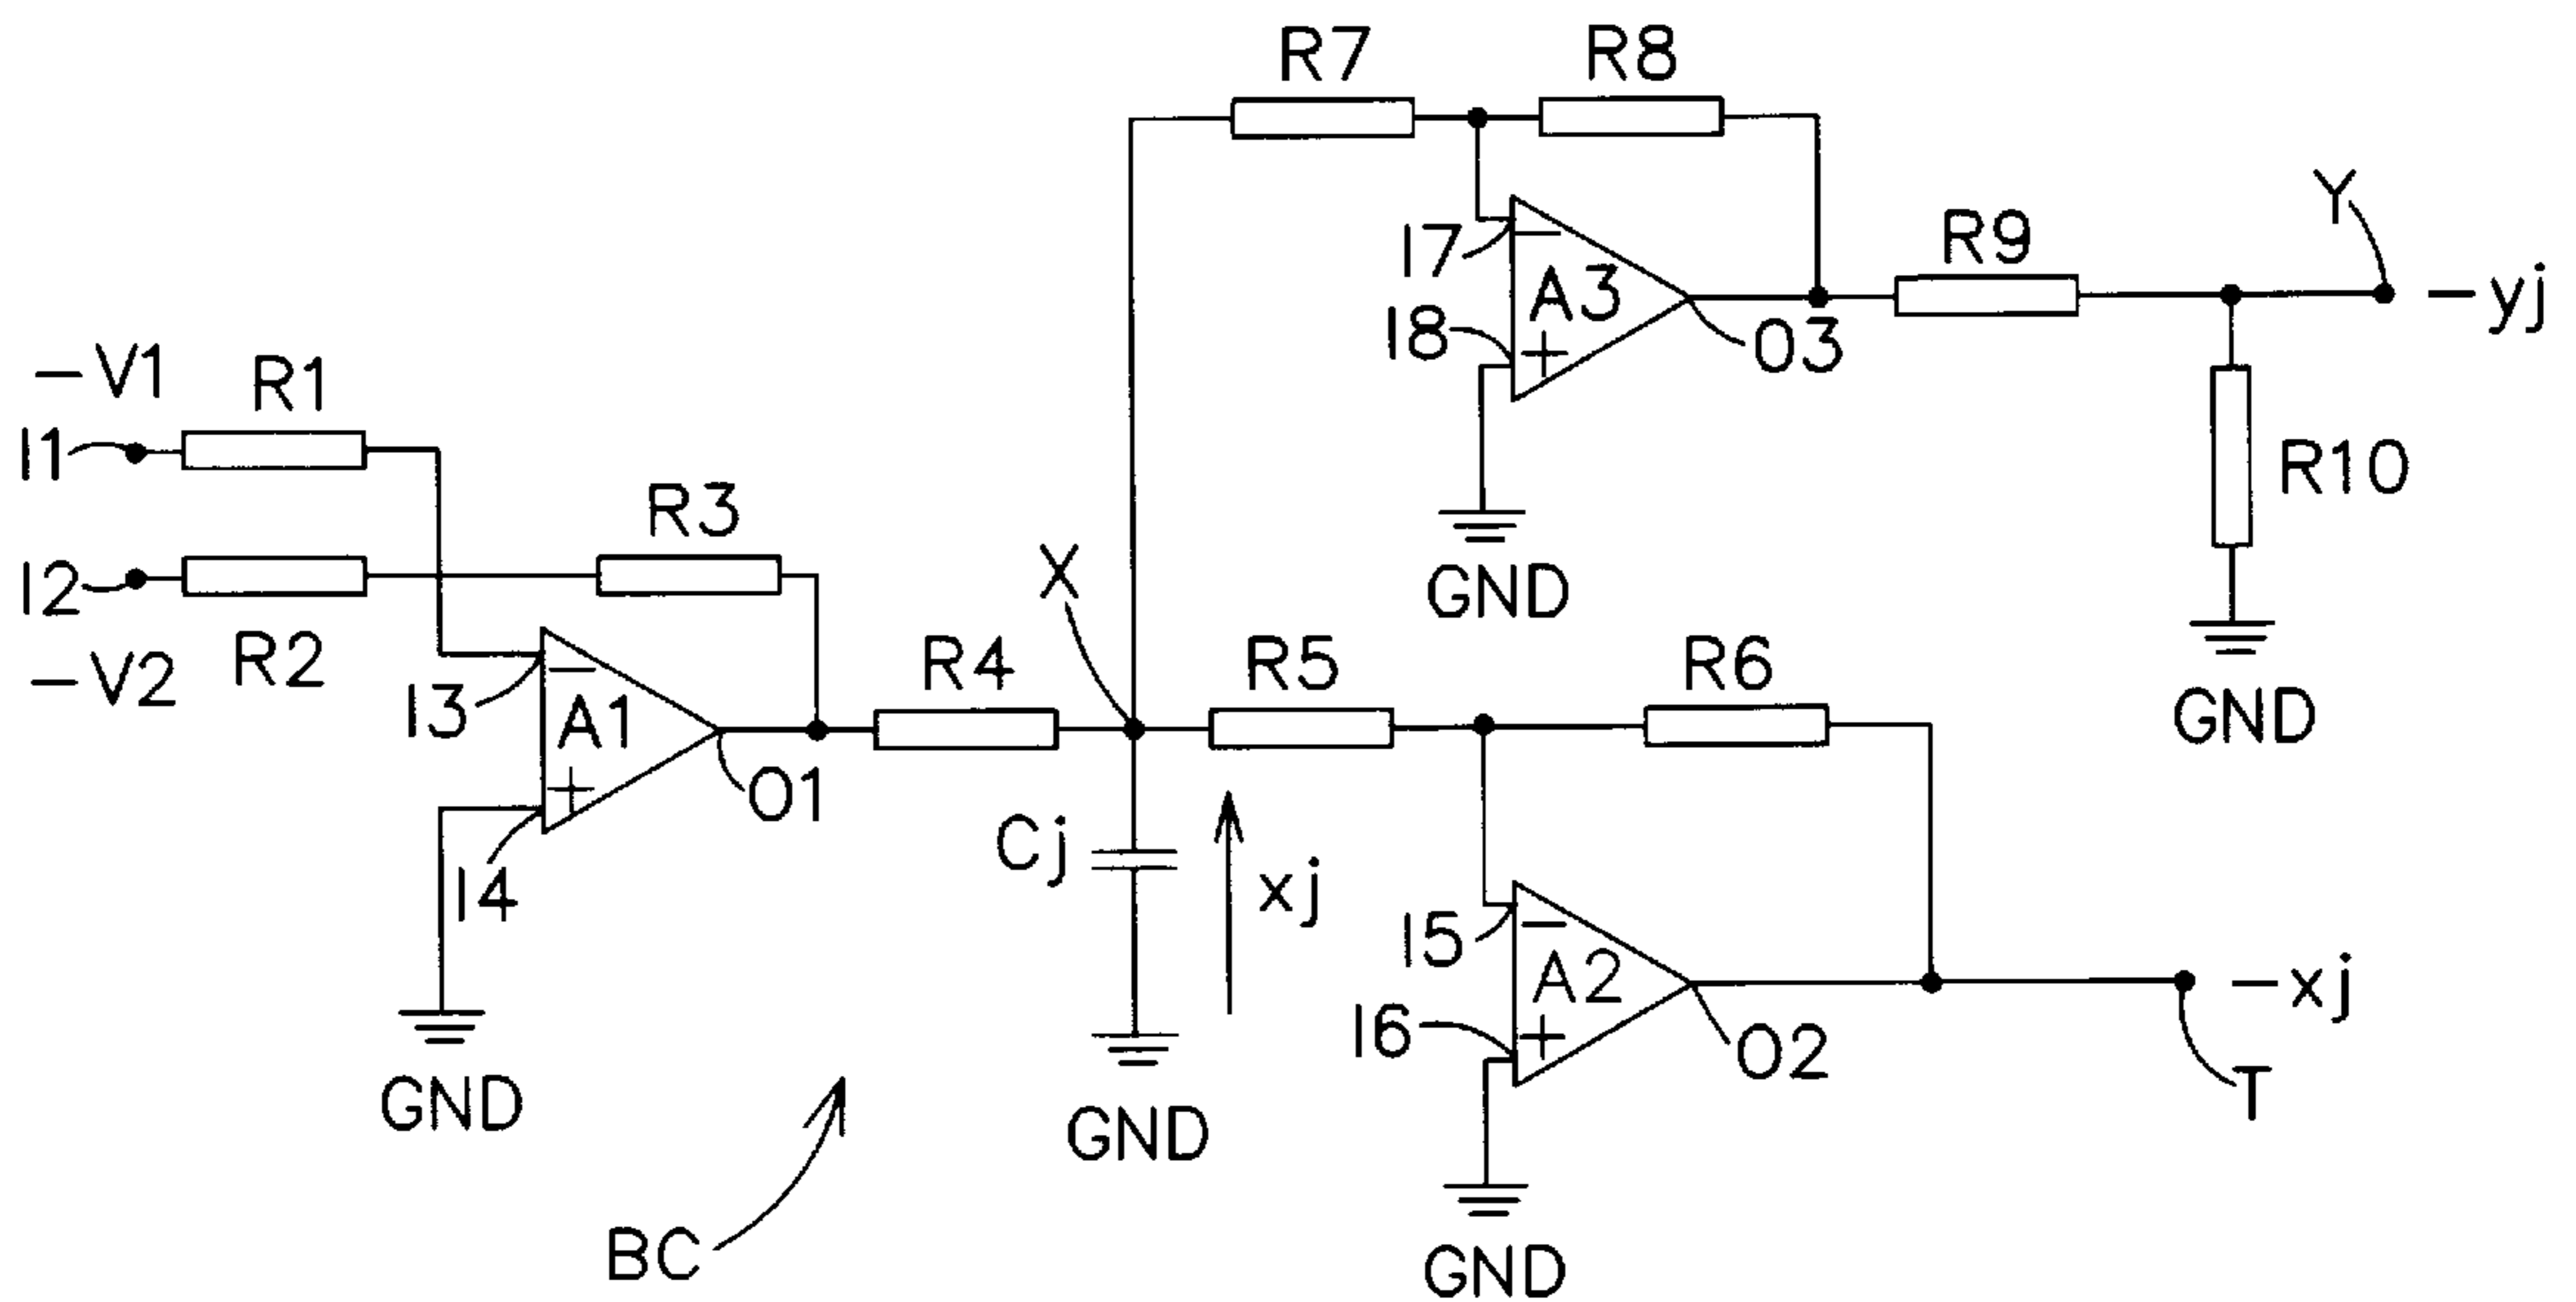 R7
R8
Y
R9
I7
A3
-yj
I8
O3
-V1
R1
I1
R10
R3
X
I2
GND
R2
-V2
R4
R5
R6
I3
A1
GND
-
+
O1
Cj
xj
I4
I5
A2
-xj
I6
O2
T
GND
GND
BC
GND